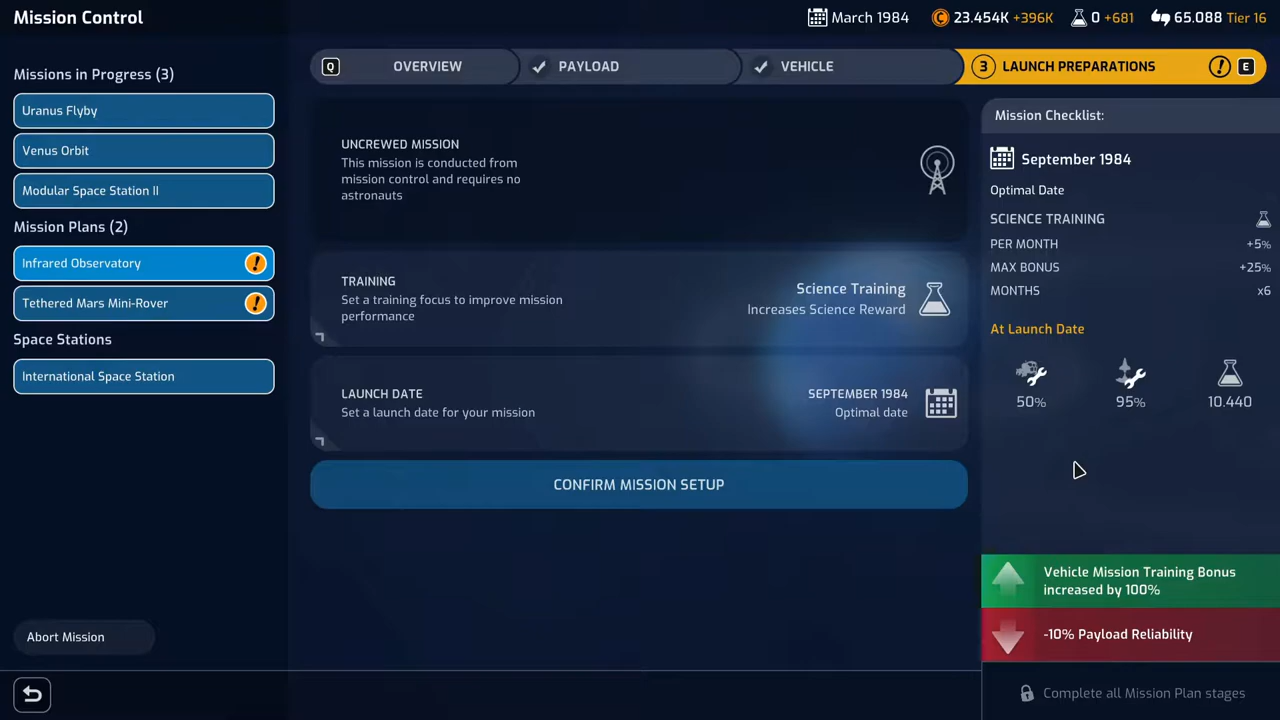 Mission Control
March 1984
23.454K +396K
0 +681
65.088 Tier 16
Missions in Progress (3)
Uranus Flyby
Venus Orbit
Modular Space Station II
Mission Plans (2)
Infrared Observatory
Tethered Mars Mini-Rover
Space Stations
International Space Station
Abort Mission
Q
OVERVIEW
PAYLOAD
VEHICLE
3 LAUNCH PREPARATIONS
E
UNCREWED MISSION
This mission is conducted from
mission control and requires no
astronauts
TRAINING
Set a training focus to improve mission
performance
Science Training
Increases Science Reward
LAUNCH DATE
Set a launch date for your mission
SEPTEMBER 1984
Optimal date
CONFIRM MISSION SETUP
Mission Checklist:
September 1984
Optimal Date
SCIENCE TRAINING
PER MONTH +5%
MAX BONUS +25%
MONTHS x6
At Launch Date
50% 95% 10.440
Vehicle Mission Training Bonus
increased by 100%
-10% Payload Reliability
Complete all Mission Plan stages